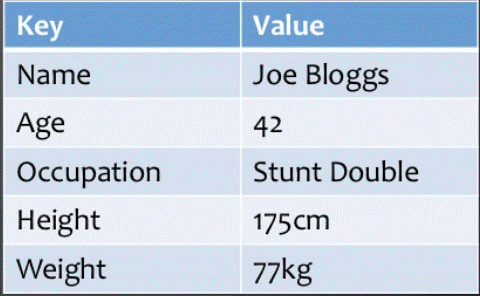 Key Value
Name Joe Bloggs
Age 42
Occupation Stunt Double
Height 175cm
Weight 77kg